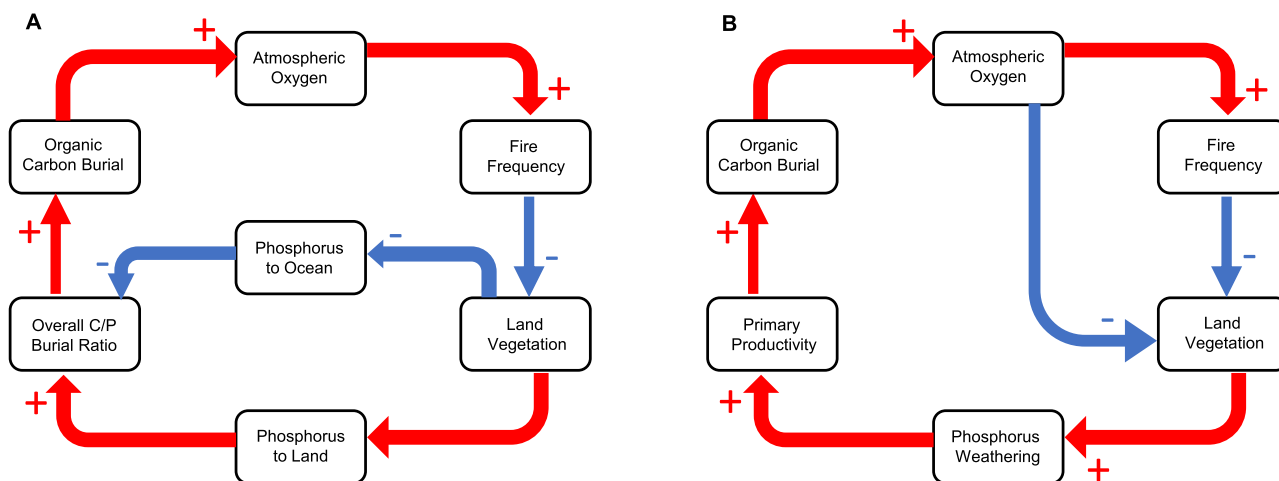 A
+
Atmospheric
Oxygen
+
Organic
Carbon Burial
Fire
Frequency
+
Phosphorus
to Ocean
-
-
-
Overall C/P
Burial Ratio
Land
Vegetation
+
Phosphorus
to Land
B
+
Atmospheric
Oxygen
+
Organic
Carbon Burial
Fire
Frequency
+
-
-
Primary
Productivity
Land
Vegetation
+
Phosphorus
Weathering
+